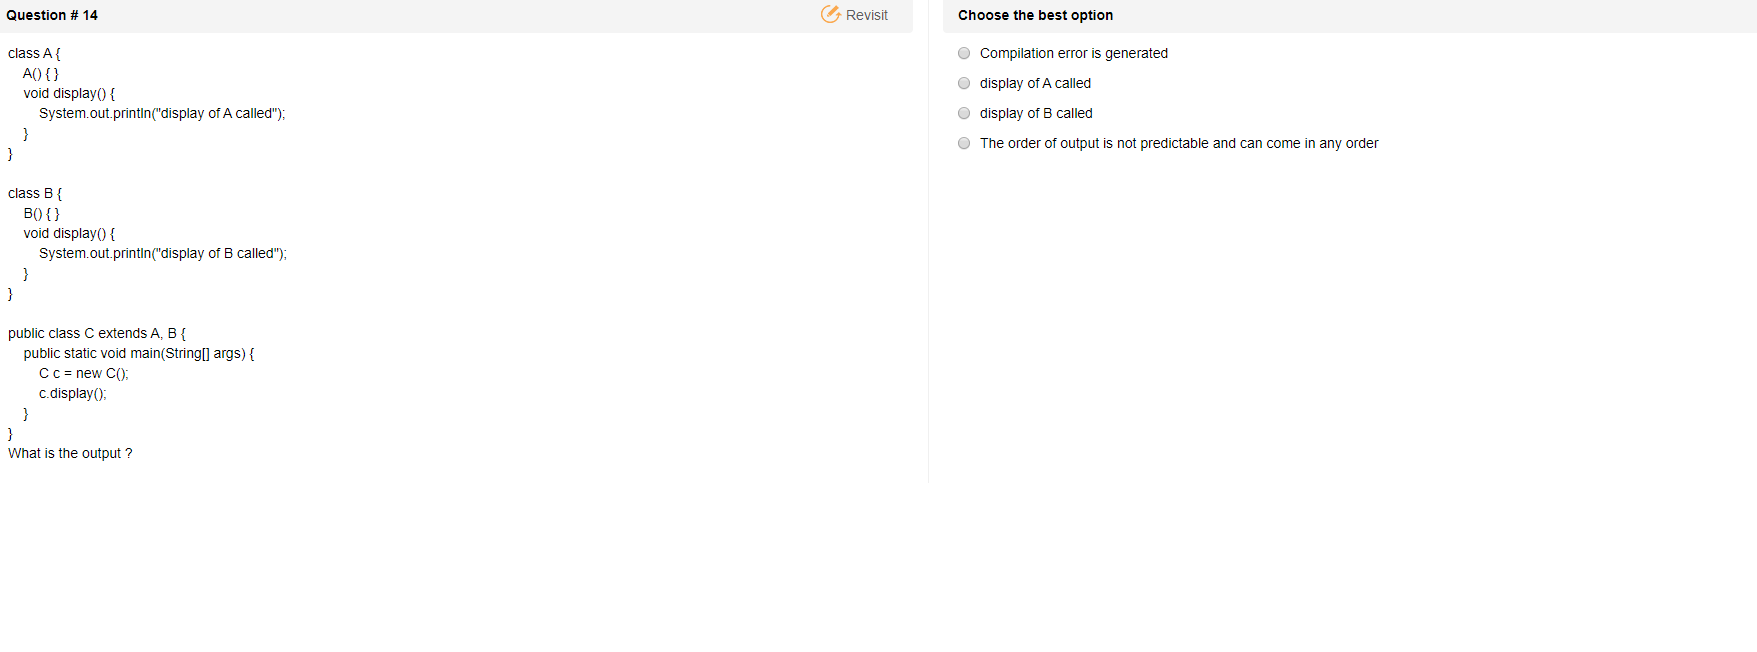 Question # 14
Revisit
class A {
A() { }
void display() {
System.out.println("display of A called");
}
}
class B {
B() { }
void display() {
System.out.println("display of B called");
}
}
public class C extends A, B {
public static void main(String[] args) {
C c = new C();
c.display();
}
}
What is the output ?
Choose the best option
Compilation error is generated
display of A called
display of B called
The order of output is not predictable and can come in any order